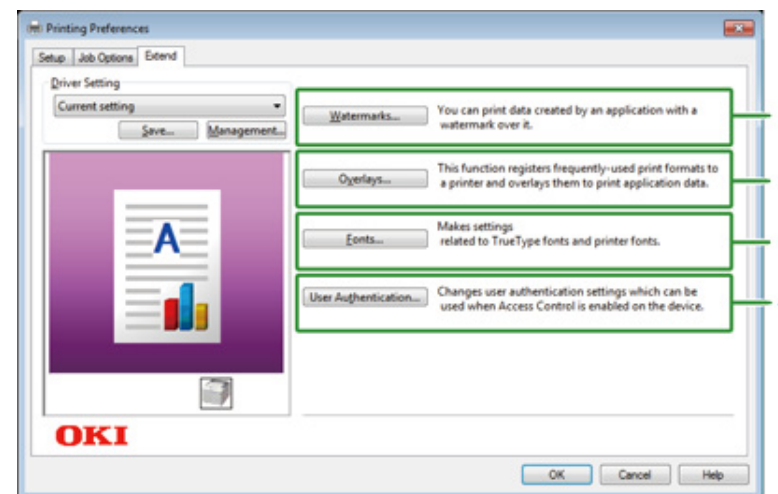 Printing Preferences
Setup Job Options Extend
Driver Setting
Current setting
Save... Management...
Watermarks...
You can print data created by an application with a
watermark over it.
Overlays...
This function registers frequently-used print formats to
a printer and overlays them to print application data.
Fonts...
Makes settings
related to TrueType fonts and printer fonts.
User Authentication...
Changes user authentication settings which can be
used when Access Control is enabled on the device.
A
OKI
OK Cancel Help